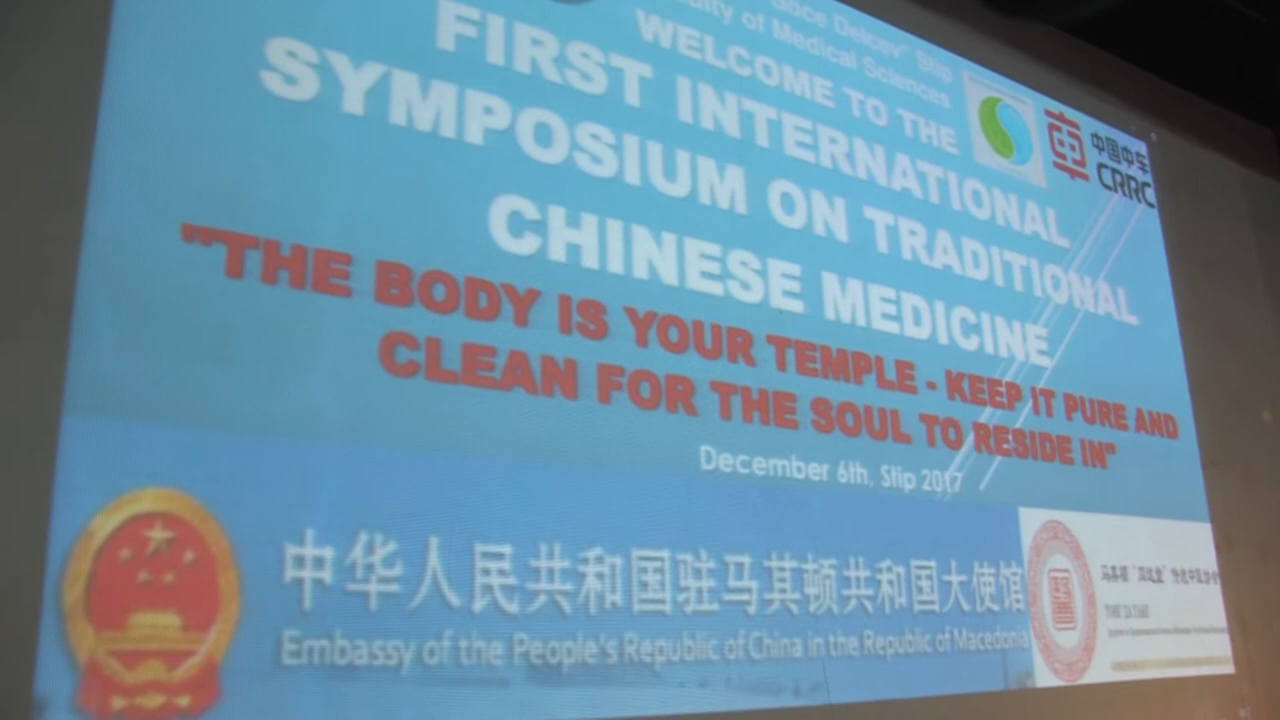 Goce Delcev" Stip
of Medical Sciences
WELCOME TO THE
FIRST INTERNATIONAL
SYMPOSIUM ON TRADITIONAL
CHINESE MEDICINE
"THE BODY IS YOUR TEMPLE - KEEP IT PURE AND
CLEAN FOR THE SOUL TO RESIDE IN"
December 6th, Stip 2017
中国中车
CRRC
中华人民共和国驻马其顿共和国大使馆
Embassy of the People's Republic of China in the Republic of Macedonia